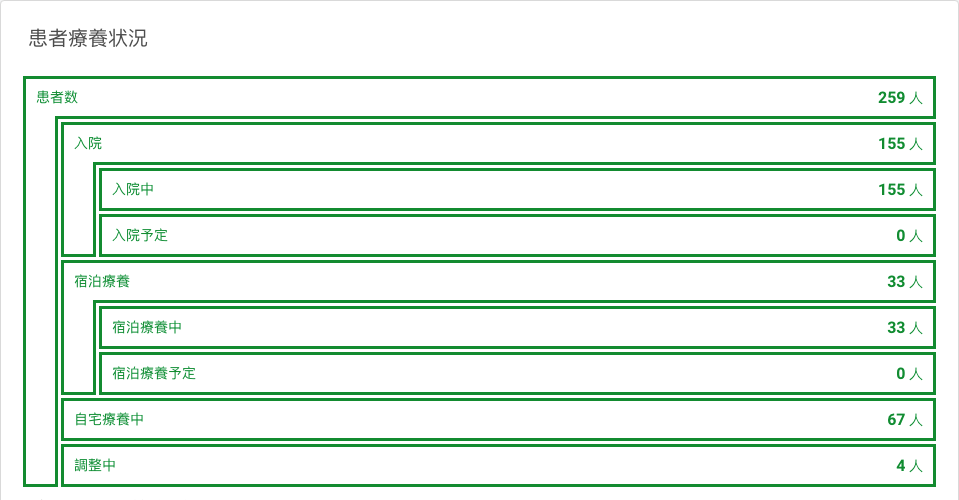 患者療養状況
患者数 259 人
入院 155 人
入院中 155 人
入院予定 0 人
宿泊療養 33 人
宿泊療養中 33 人
宿泊療養予定 0 人
自宅療養中 67 人
調整中 4 人